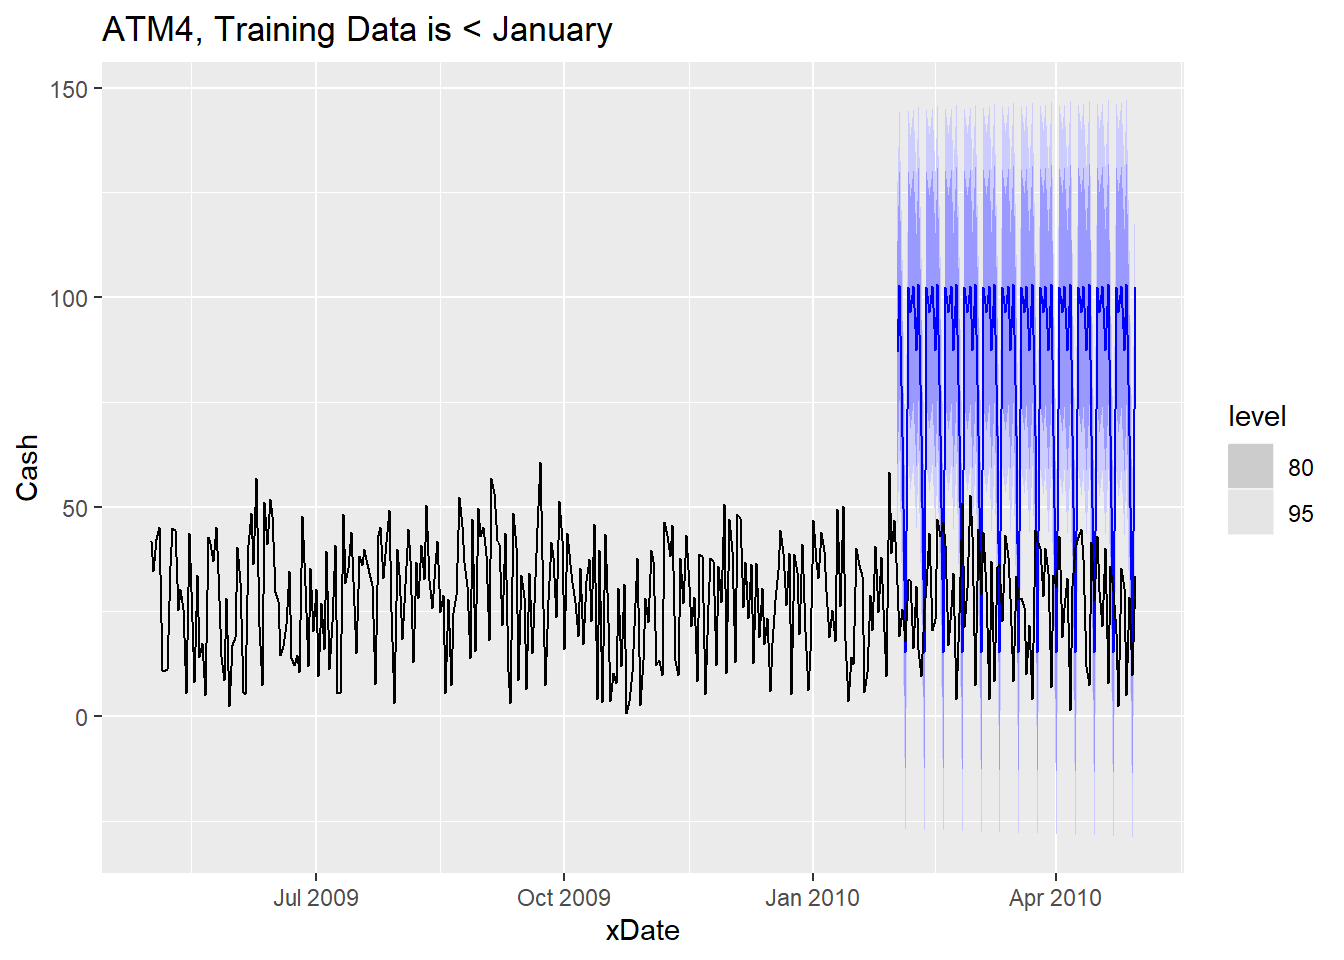 ATM4, Training Data is < January
150
100
50
0
Cash
Jul 2009
Oct 2009
Jan 2010
Apr 2010
xDate
level
80
95